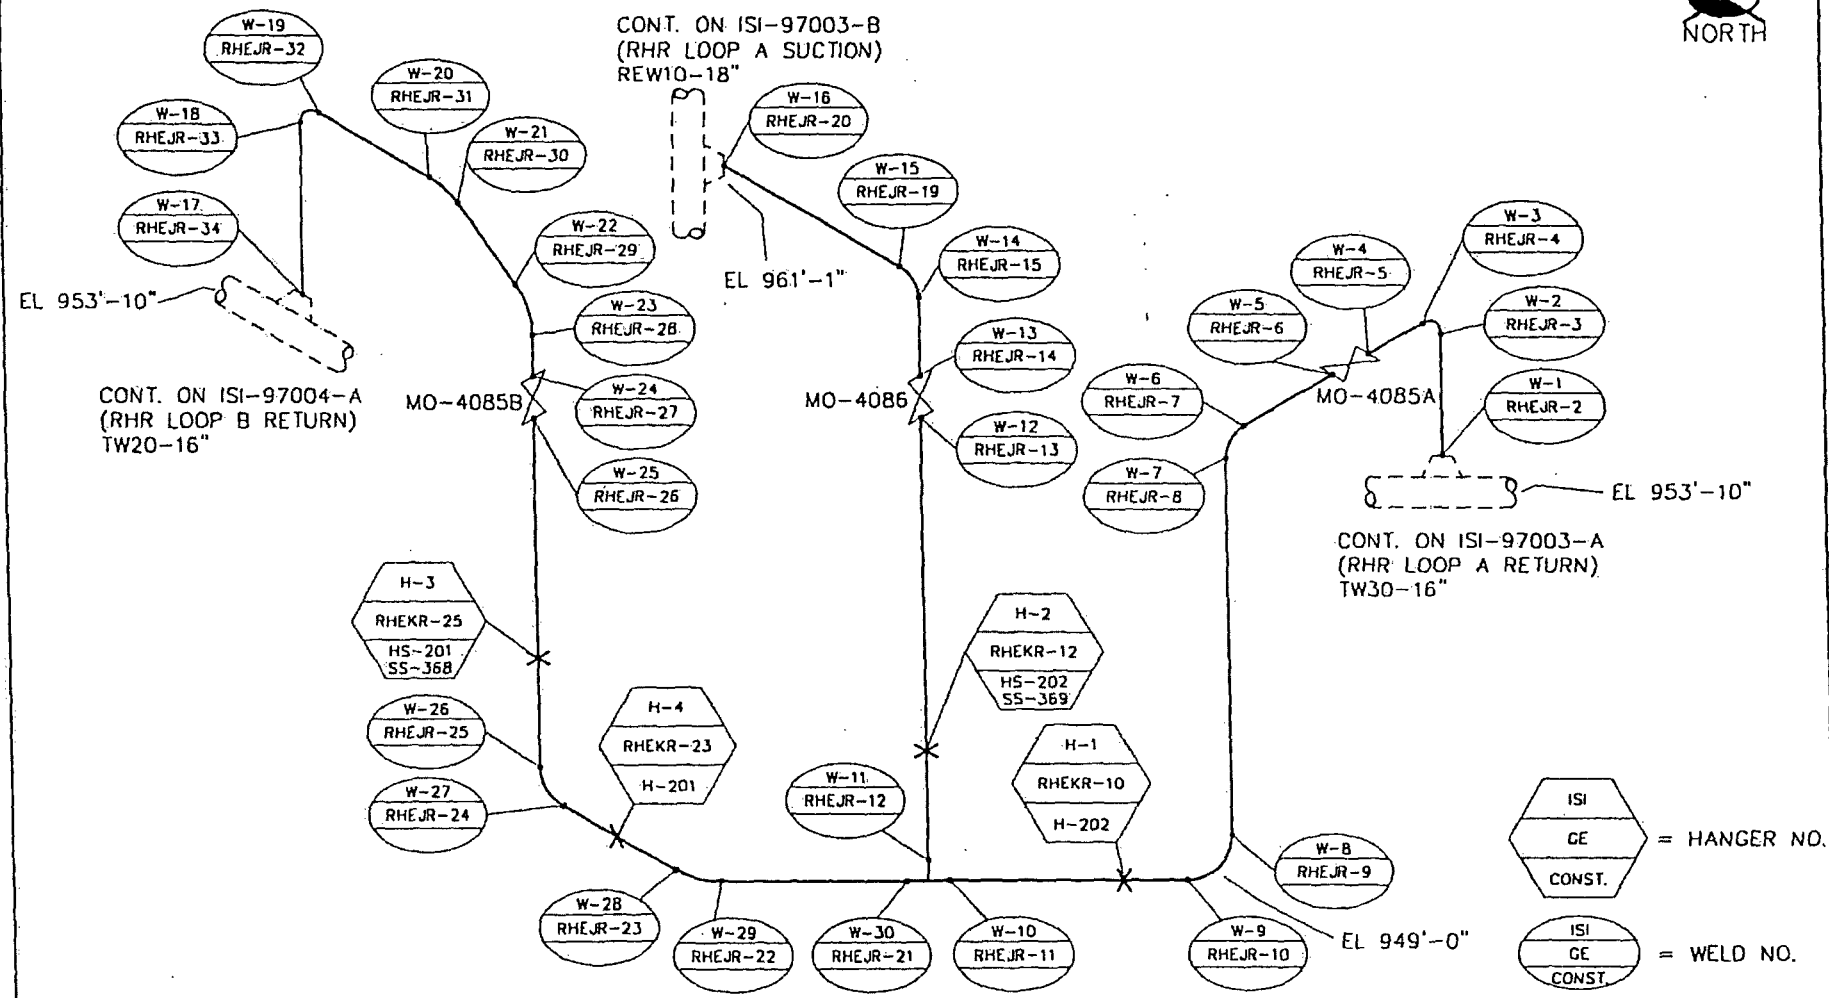 NORTH
CONT. ON ISI-97003-B
(RHR LOOP A SUCTION)
REW10-18"
W-19
RHEJR-32
W-20
RHEJR-31
W-18
RHEJR-33
W-21
RHEJR-30
W-16
RHEJR-20
W-15
RHEJR-19
W-17
RHEJR-34
W-22
RHEJR-29
W-14
RHEJR-15
EL 961'-1"
W-3
RHEJR-4
W-4
RHEJR-5
W-5
RHEJR-6
W-2
RHEJR-3
EL 953'-10"
W-23
RHEJR-28
W-13
RHEJR-14
W-6
RHEJR-7
MO-4085A
W-1
RHEJR-2
CONT. ON ISI-97004-A
(RHR LOOP B RETURN)
TW20-16"
MO-4085B
W-24
RHEJR-27
MO-4086
W-12
RHEJR-13
W-25
RHEJR-26
W-7
RHEJR-8
EL 953'-10"
CONT. ON ISI-97003-A
(RHR LOOP A RETURN)
TW30-16"
H-3
RHEKR-25
HS-201
SS-368
H-2
RHEKR-12
HS-202
SS-369
W-26
RHEJR-25
H-4
RHEKR-23
H-201
H-1
RHEKR-10
H-202
W-27
RHEJR-24
W-11
RHEJR-12
W-8
RHEJR-9
W-28
RHEJR-23
W-29
RHEJR-22
W-30
RHEJR-21
W-10
RHEJR-11
W-9
RHEJR-10
EL 949'-0"
ISI
GE
CONST.
= HANGER NO.
ISI
GE
CONST.
= WELD NO.